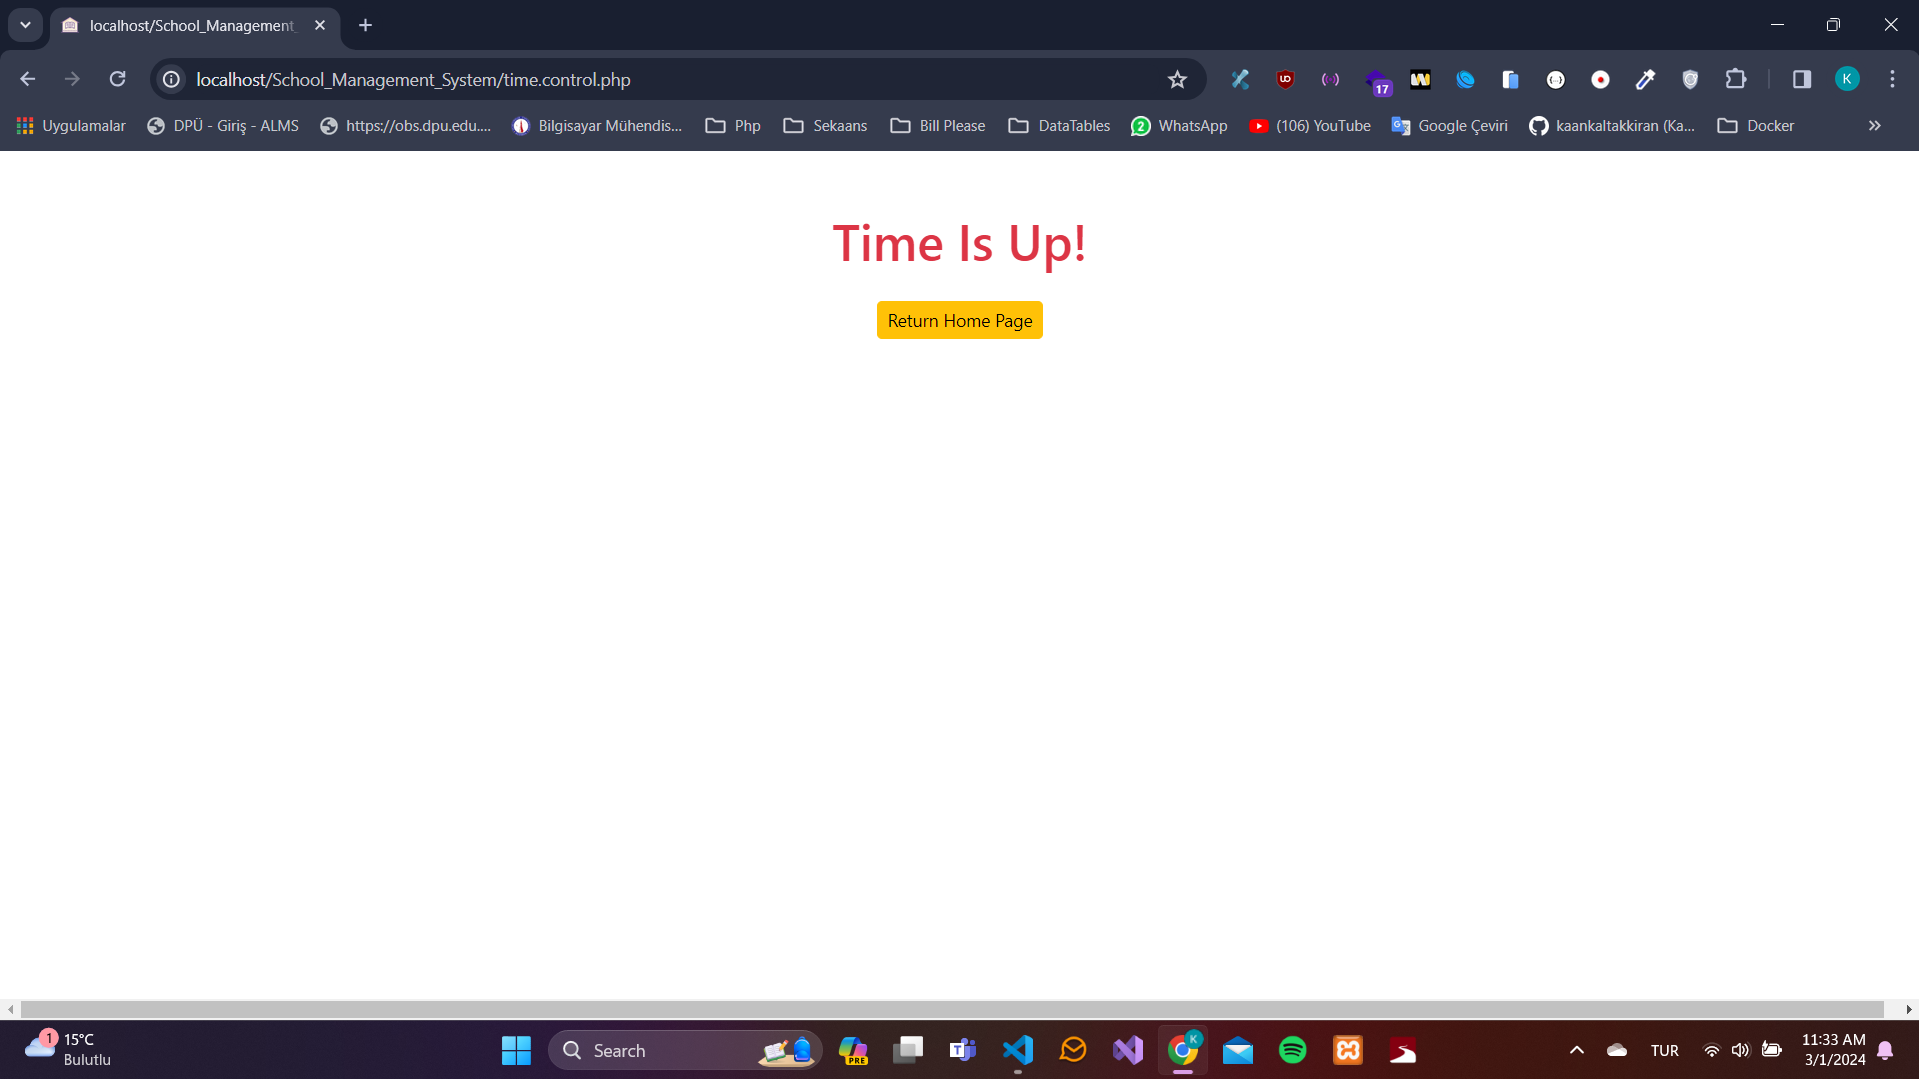 localhost/School_Management_
localhost/School_Management_System/time.control.php
17
Uygulamalar
DPÜ - Giriş - ALMS
https://obs.dpu.edu....
Bilgisayar Mühendis...
Php
Sekaans
Bill Please
DataTables
2
WhatsApp
(106) YouTube
Google Çeviri
kaankaltakkiran (Ka...
Docker
K
Time Is Up!
Return Home Page
1
15°C
Bulutlu
Search
PRE
K
TUR
11:33 AM
3/1/2024